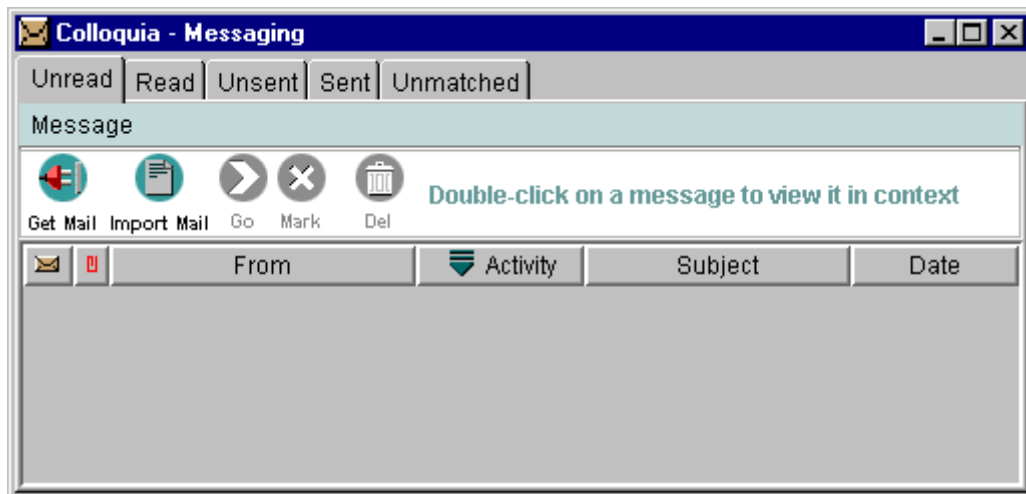 Colloquia - Messaging
Unread Read Unsent Sent Unmatched
Message
Double-click on a message to view it in context
Get Mail Import Mail Go Mark Del
From Activity Subject Date